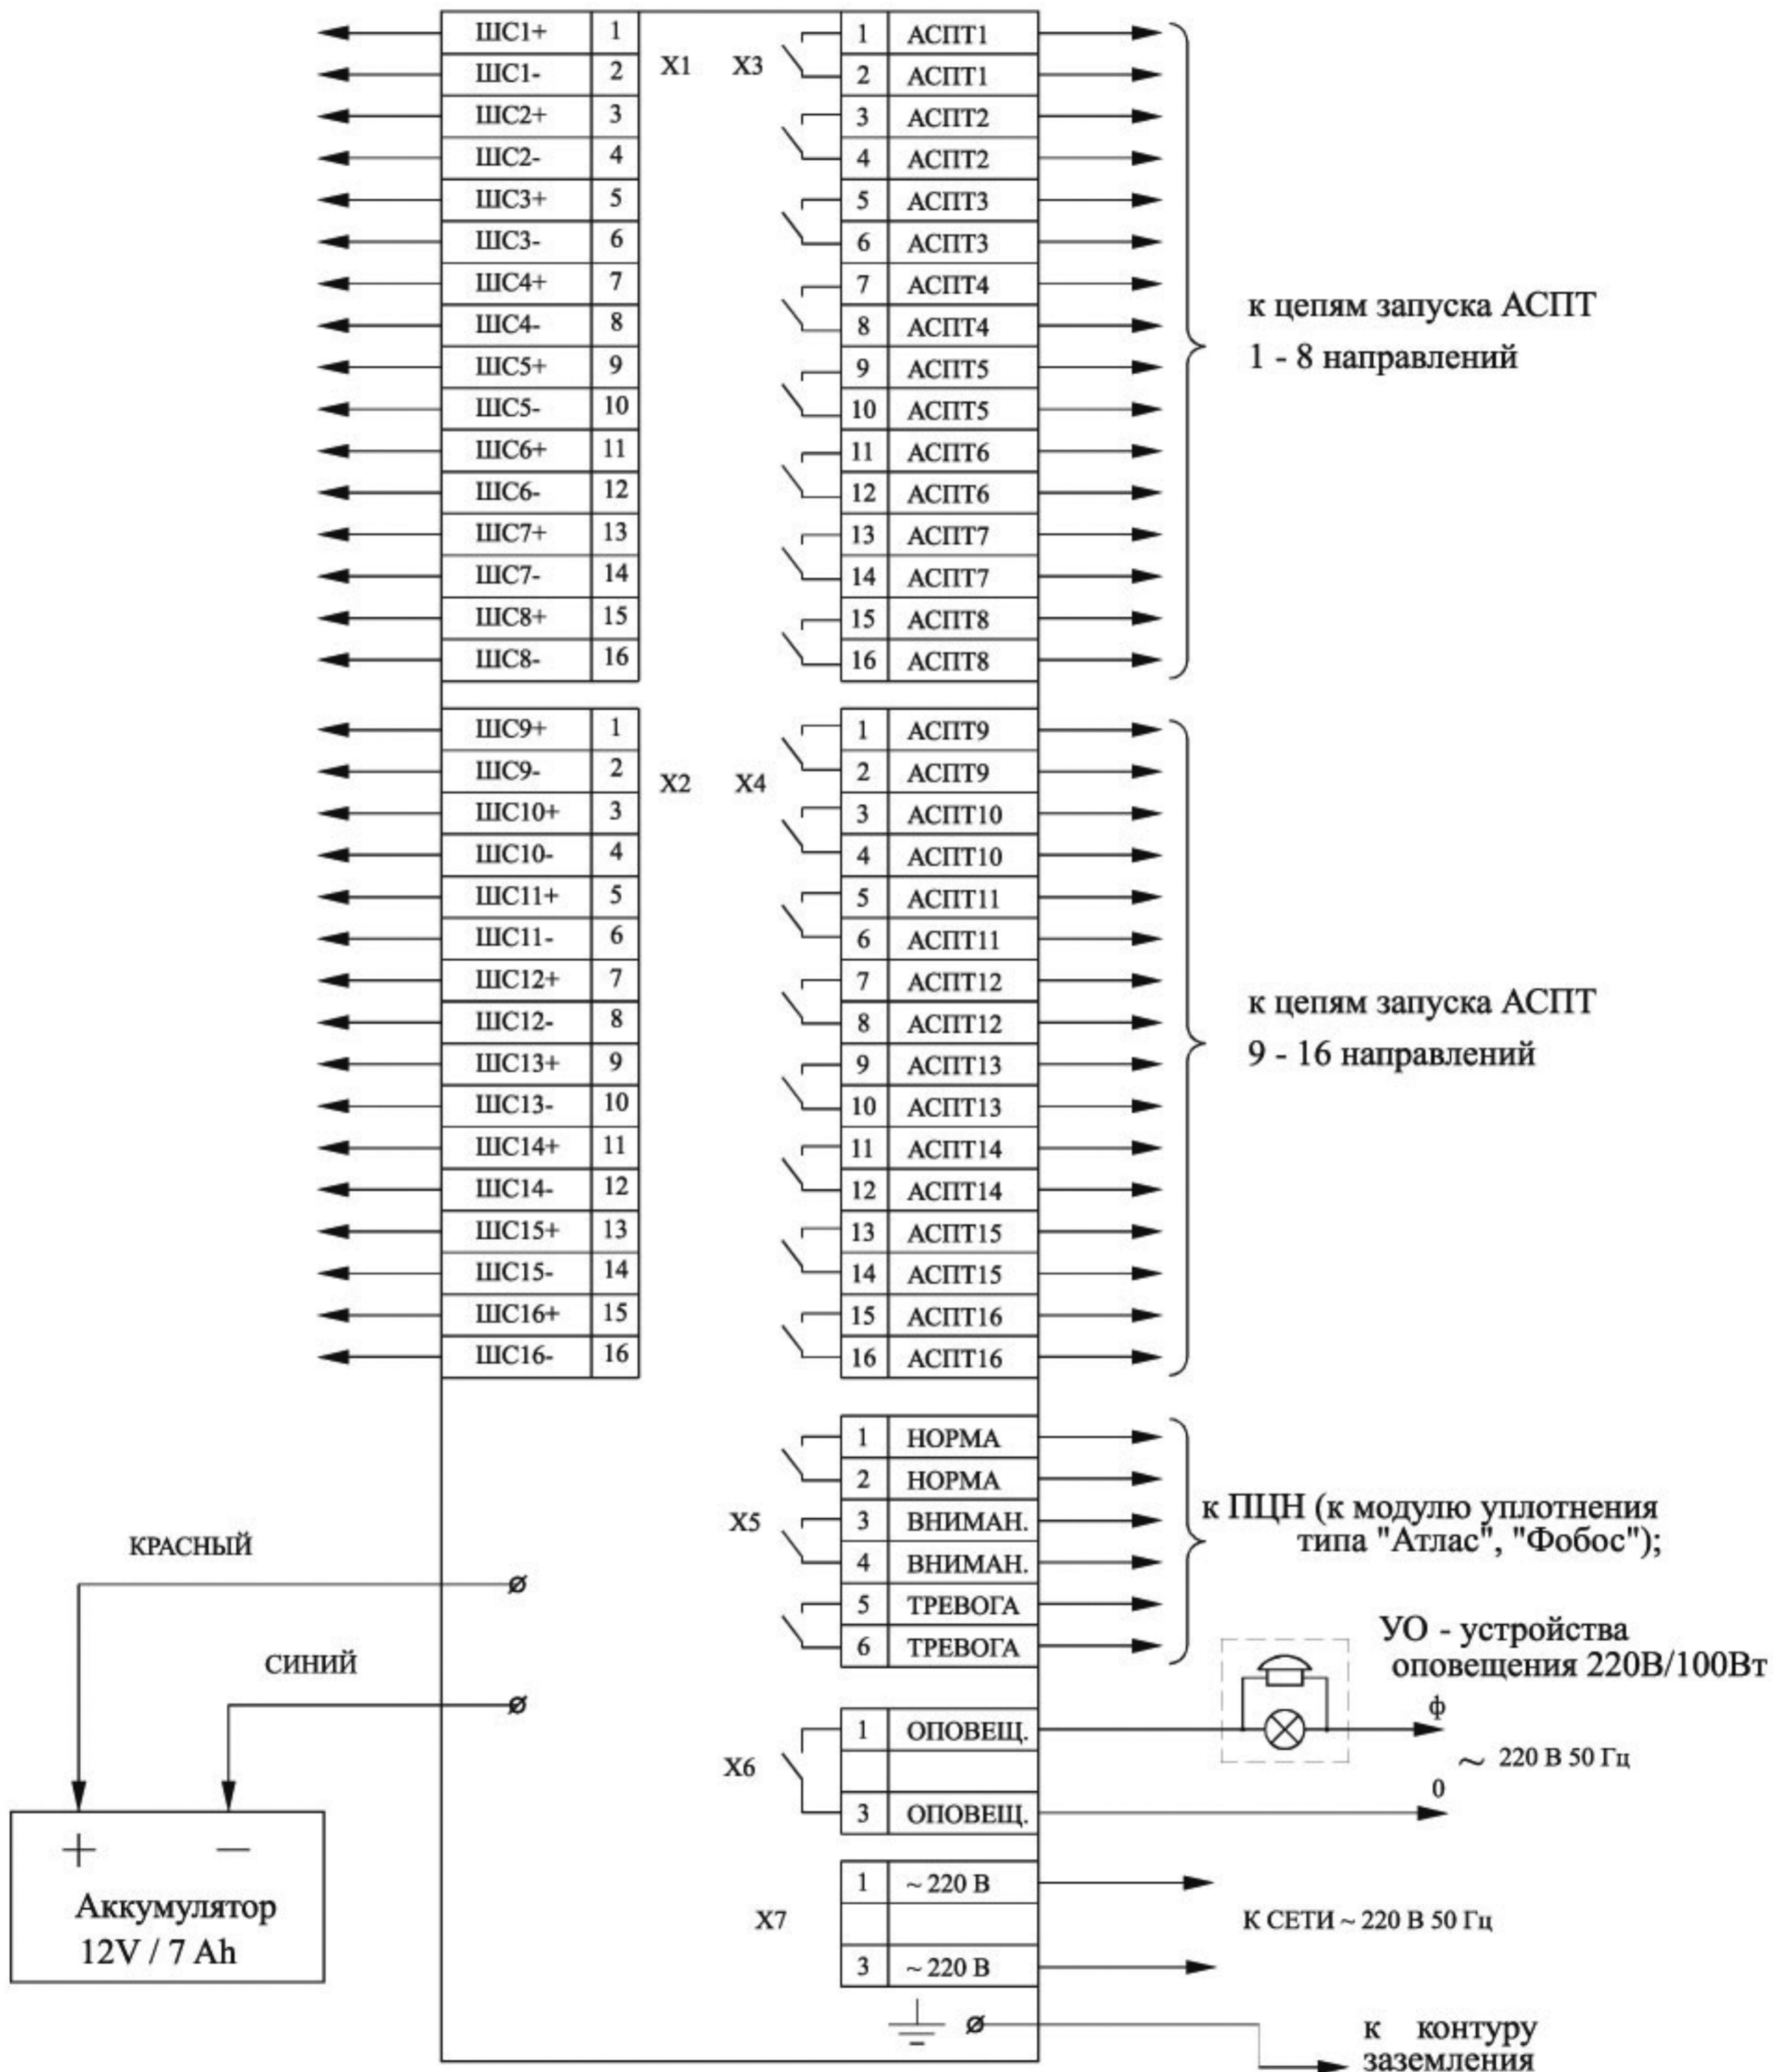 ШС1+ 1 X1 X3 1 АСПТ1
ШС1- 2 2 АСПТ1
ШС2+ 3 3 АСПТ2
ШС2- 4 4 АСПТ2
ШС3+ 5 5 АСПТ3
ШС3- 6 6 АСПТ3
ШС4+ 7 7 АСПТ4
ШС4- 8 8 АСПТ4
ШС5+ 9 9 АСПТ5
ШС5- 10 10 АСПТ5
ШС6+ 11 11 АСПТ6
ШС6- 12 12 АСПТ6
ШС7+ 13 13 АСПТ7
ШС7- 14 14 АСПТ7
ШС8+ 15 15 АСПТ8
ШС8- 16 16 АСПТ8
к цепям запуска АСПТ
1 - 8 направлений
ШС9+ 1 1 АСПТ9
ШС9- 2 X2 X4 2 АСПТ9
ШС10+ 3 3 АСПТ10
ШС10- 4 4 АСПТ10
ШС11+ 5 5 АСПТ11
ШС11- 6 6 АСПТ11
ШС12+ 7 7 АСПТ12
ШС12- 8 8 АСПТ12
ШС13+ 9 9 АСПТ13
ШС13- 10 10 АСПТ13
ШС14+ 11 11 АСПТ14
ШС14- 12 12 АСПТ14
ШС15+ 13 13 АСПТ15
ШС15- 14 14 АСПТ15
ШС16+ 15 15 АСПТ16
ШС16- 16 16 АСПТ16
к цепям запуска АСПТ
9 - 16 направлений
1 НОРМА
2 НОРМА
X5 3 ВНИМАН.
4 ВНИМАН.
5 ТРЕВОГА
6 ТРЕВОГА
к ПЦН (к модулю уплотнения
типа "Атлас", "Фобос");
КРАСНЫЙ
СИНИЙ
УО - устройства
оповещения 220В/100Вт
1 ОПОВЕЩ. ф
X6 ~ 220 В 50 Гц
3 ОПОВЕЩ. 0
+ −
Аккумулятор
12V / 7 Ah
1 ~ 220 В
X7 К СЕТИ ~ 220 В 50 Гц
3 ~ 220 В
к контуру
заземления